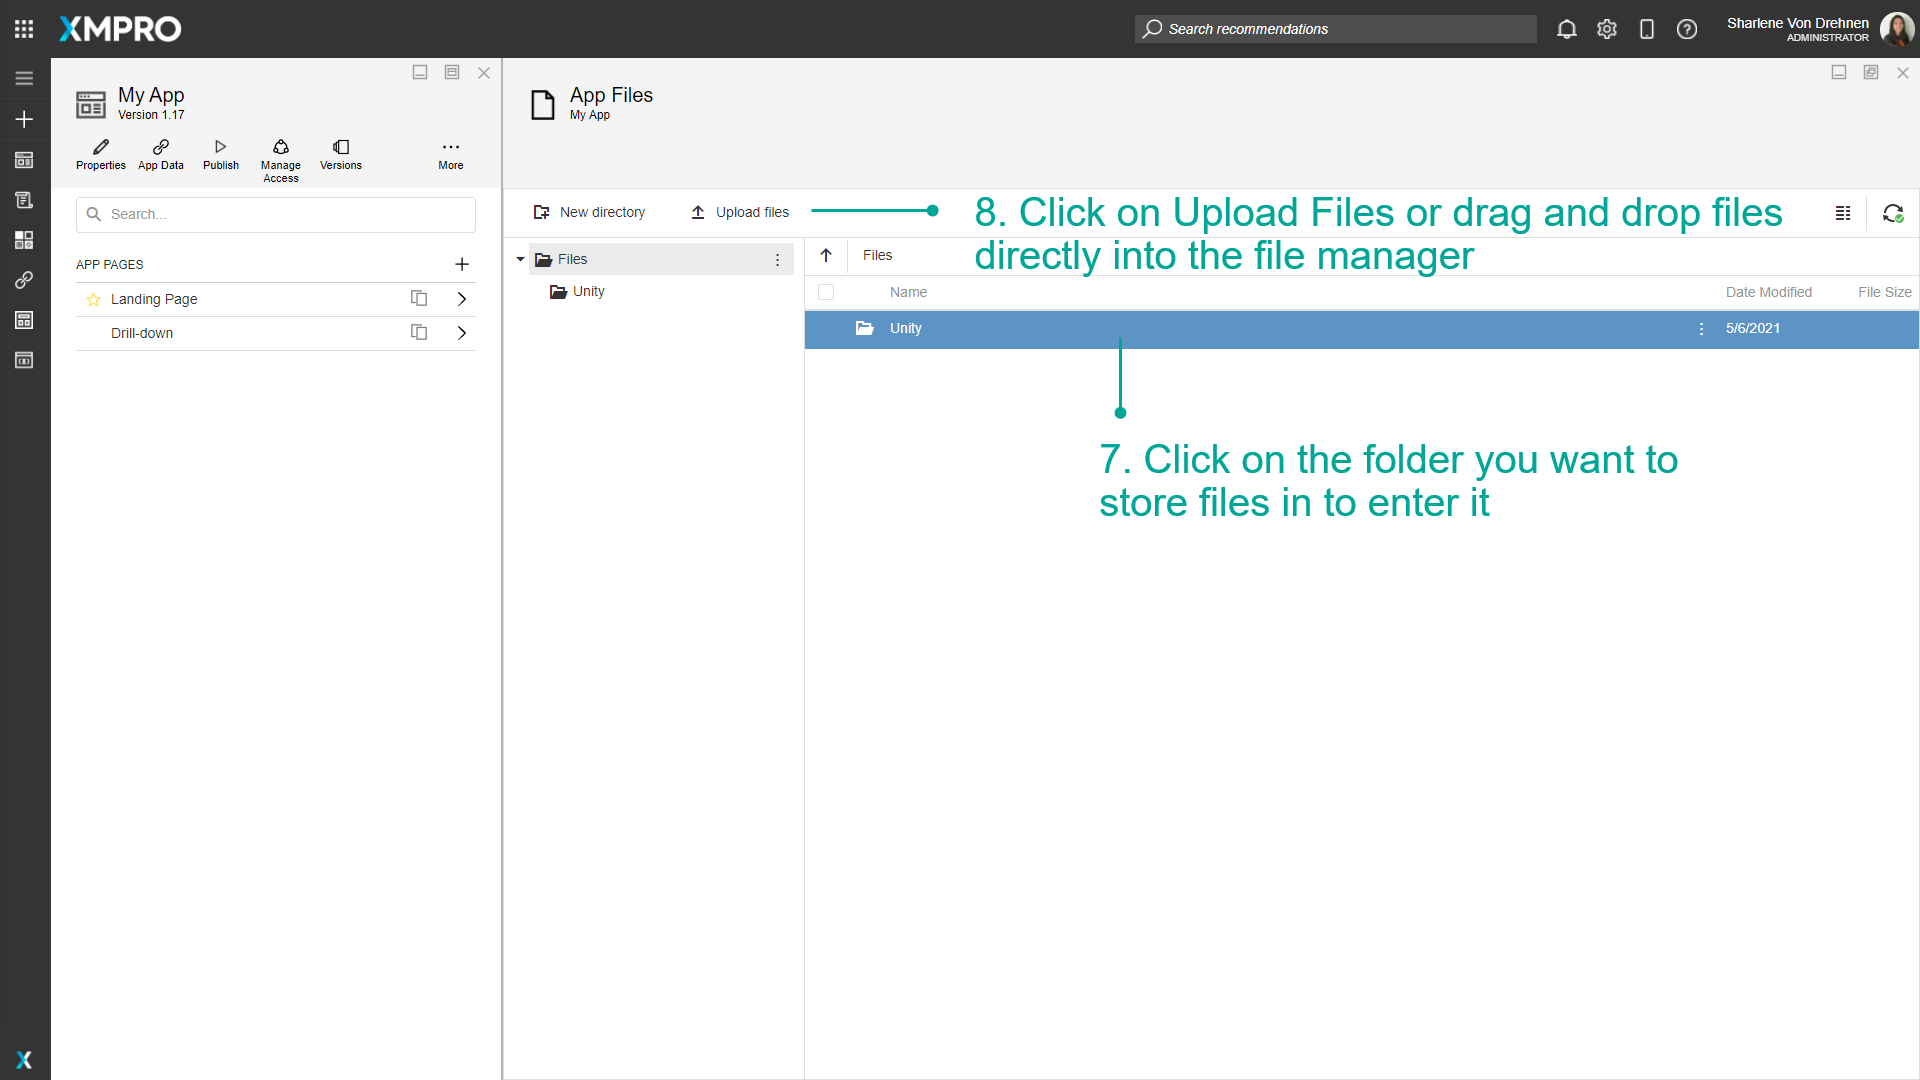 XMPRO
Search recommendations
Sharlene Von Drehnen
ADMINISTRATOR
My App
Version 1.17
Properties
App Data
Publish
Manage
Access
Versions
More
Search...
APP PAGES
Landing Page
Drill-down
App Files
My App
New directory
Upload files
8. Click on Upload Files or drag and drop files
directly into the file manager
Files
Unity
Files
Name
Date Modified
File Size
Unity
5/6/2021
7. Click on the folder you want to
store files in to enter it
X